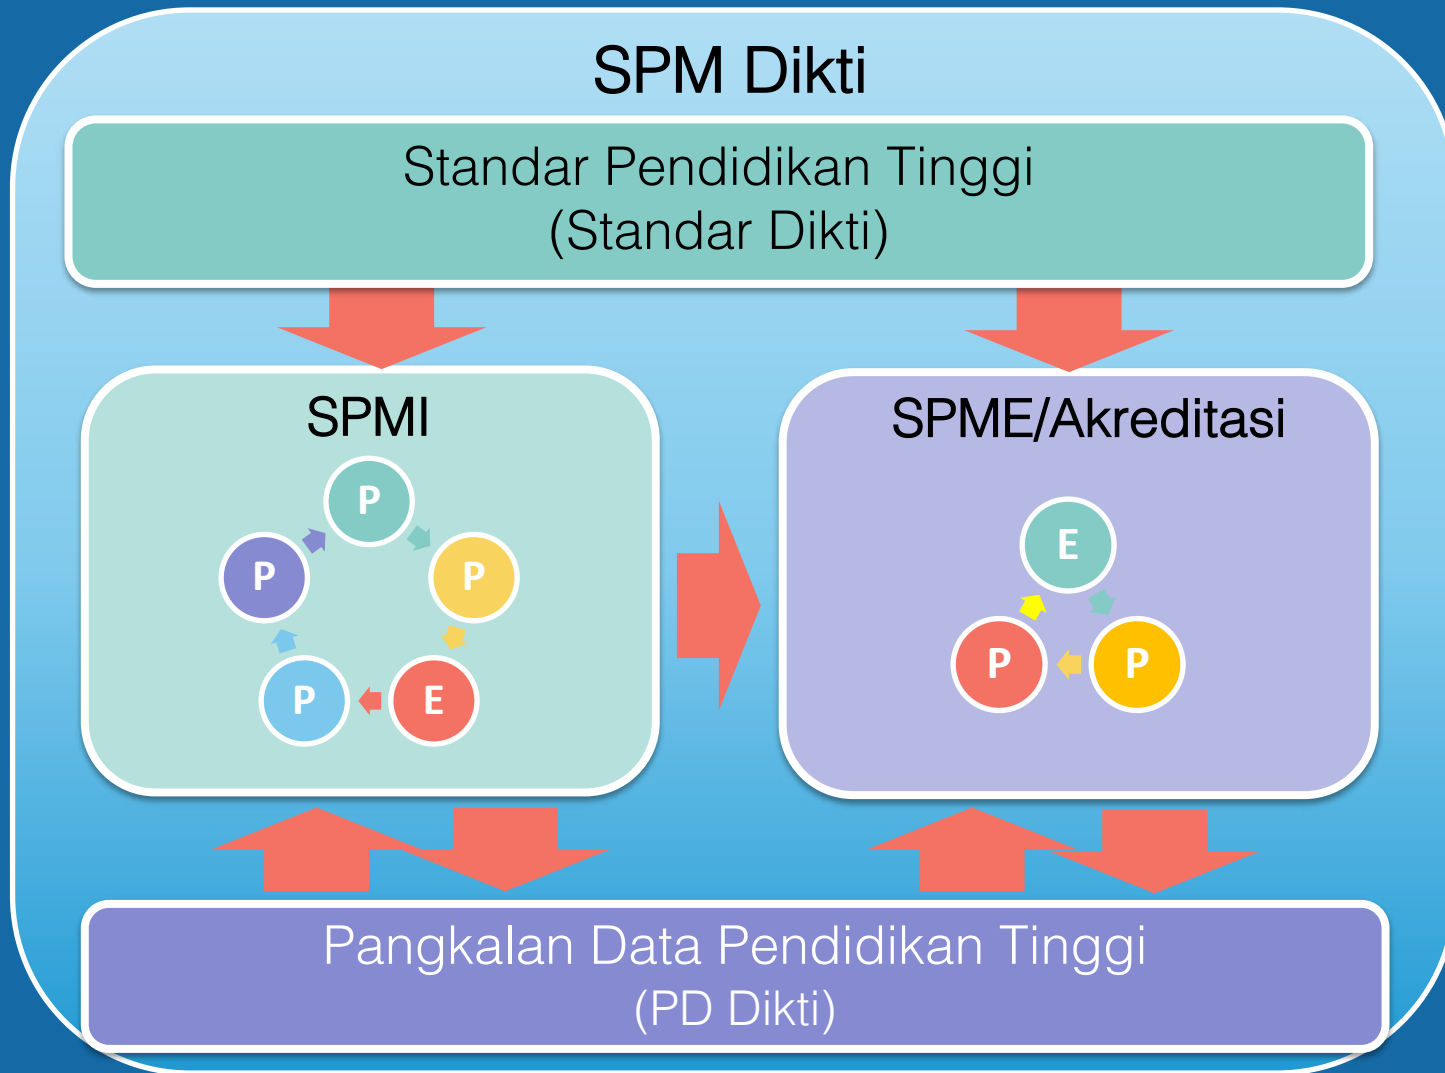 SPM Dikti
Standar Pendidikan Tinggi
(Standar Dikti)
SPMI
P
P
E
P
P
SPME/Akreditasi
E
P
P
Pangkalan Data Pendidikan Tinggi
(PD Dikti)